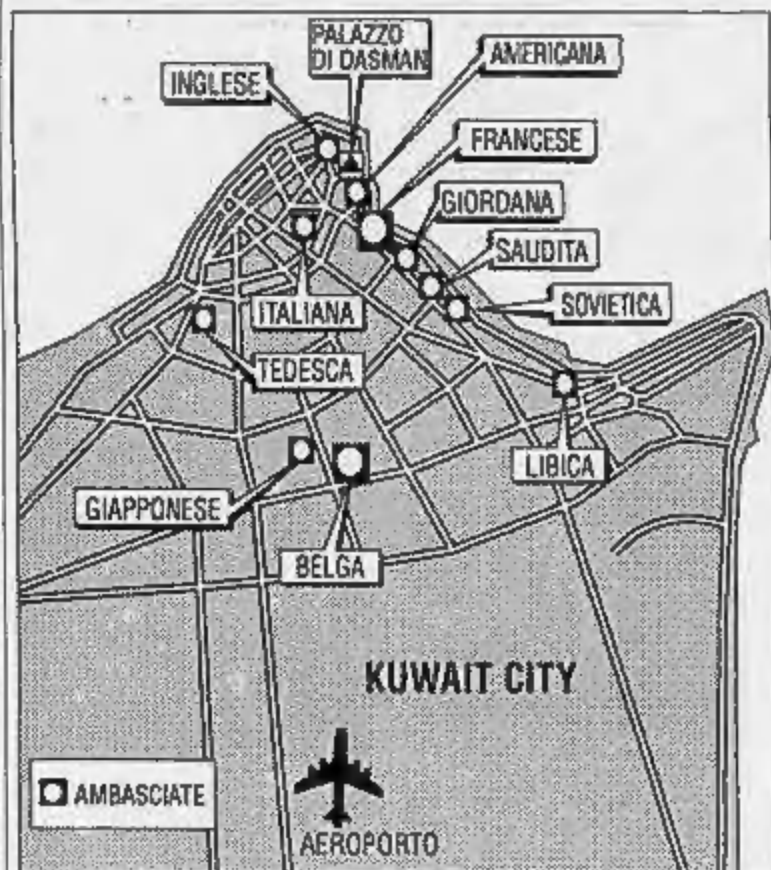 PALAZZO
DI DASMAN
AMERICANA
INGLESE
FRANCESE
GIORDANA
SAUDITA
SOVIETICA
ITALIANA
TEDESCA
LIBICA
GIAPPONESE
BELGA
KUWAIT CITY
AMBASCIATE
AEROPORTO